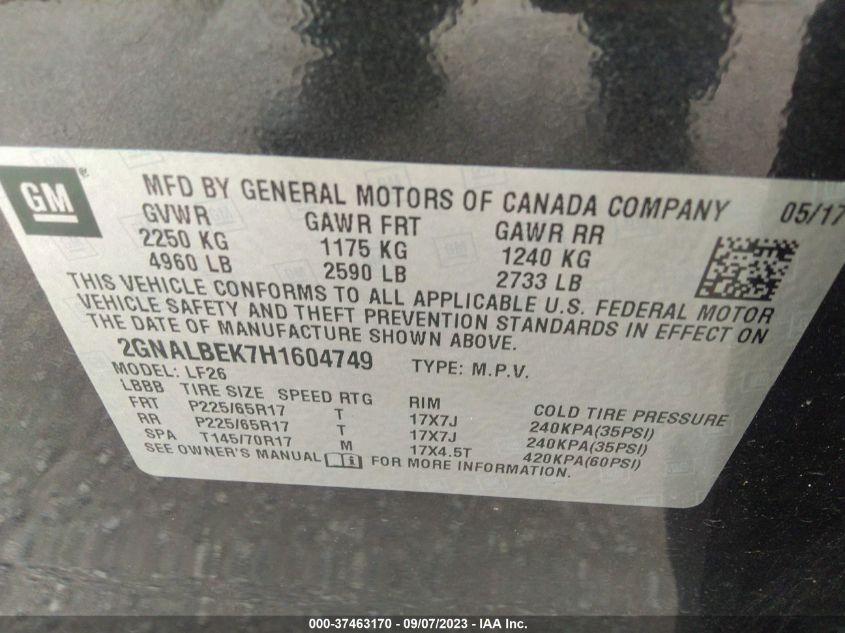 GM ®
MFD BY GENERAL MOTORS OF CANADA COMPANY 05/17
GVWR GAWR FRT GAWR RR
2250 KG 1175 KG 1240 KG
4960 LB 2590 LB 2733 LB
THIS VEHICLE CONFORMS TO ALL APPLICABLE U.S. FEDERAL MOTOR
VEHICLE SAFETY AND THEFT PREVENTION STANDARDS IN EFFECT ON
THE DATE OF MANUFACTURE SHOWN ABOVE.
2GNALBEK7H1604749 TYPE: M.P.V.
MODEL: LF26
LBBB TIRE SIZE SPEED RTG RIM COLD TIRE PRESSURE
FRT P225/65R17 T 17X7J 240KPA(35PSI)
RR P225/65R17 T 17X7J 240KPA(35PSI)
SPA T145/70R17 M 17X4.5T 420KPA(60PSI)
SEE OWNER'S MANUAL FOR MORE INFORMATION.
000-37463170 - 09/07/2023 - IAA Inc.